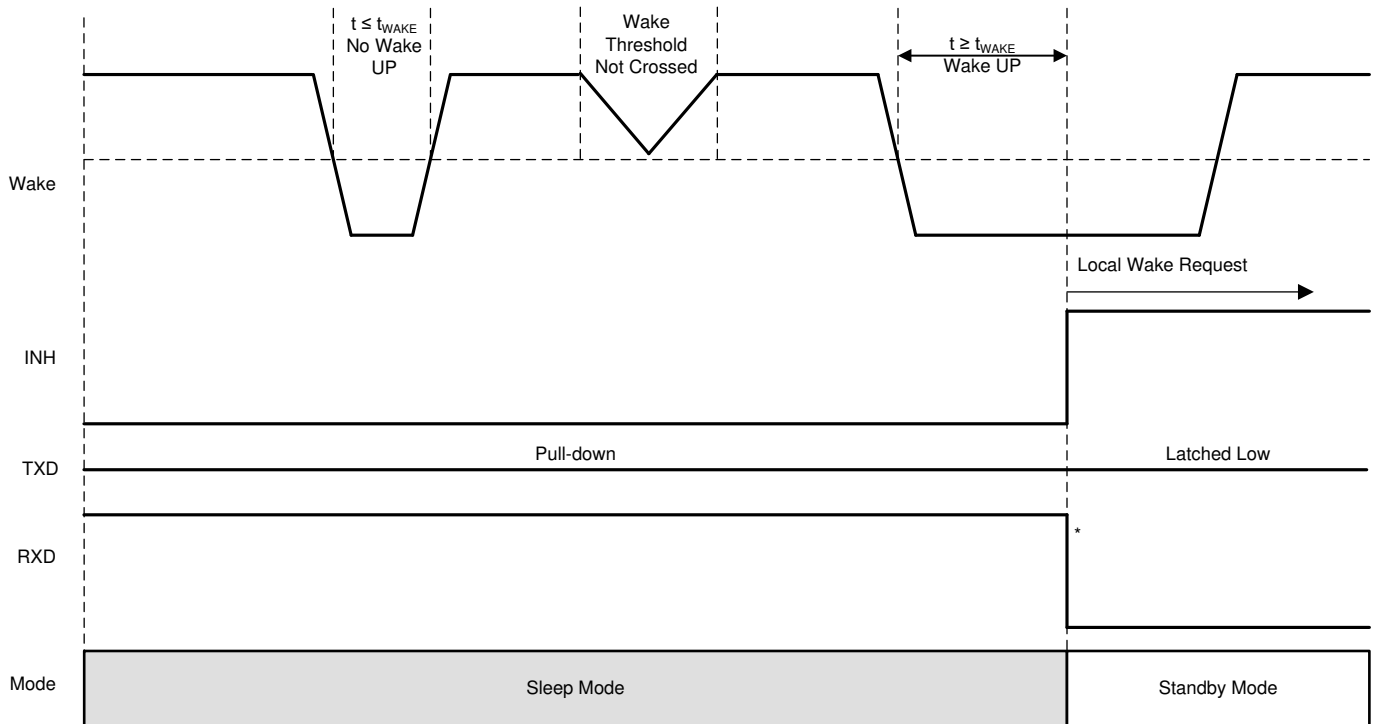 t ≤ tWAKE
No Wake
UP
Wake
Threshold
Not Crossed
t ≥ tWAKE
Wake UP
Wake
Local Wake Request
INH
Pull-down
Latched Low
TXD
*
RXD
Mode
Sleep Mode
Standby Mode